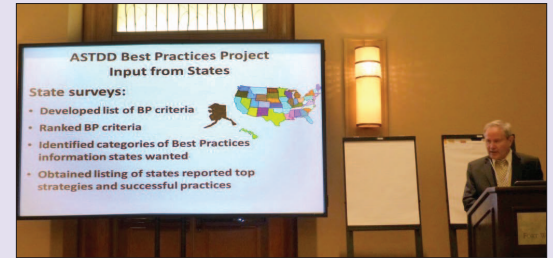 ASTDD Best Practices Project
Input from States
State surveys:
• Developed list of BP criteria
• Ranked BP criteria
• Identified categories of Best Practices
information states wanted
• Obtained listing of states reported top
strategies and successful practices